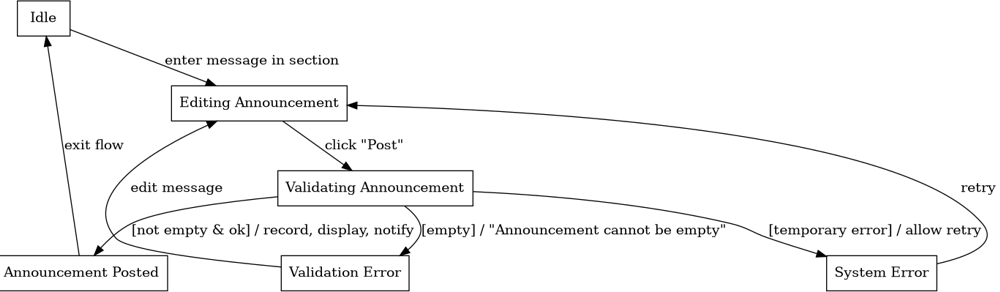 Idle
enter message in section
Editing Announcement
click "Post"
exit flow
edit message
Validating Announcement
retry
[not empty & ok] / record, display, notify
[empty] / "Announcement cannot be empty"
[temporary error] / allow retry
Announcement Posted
Validation Error
System Error